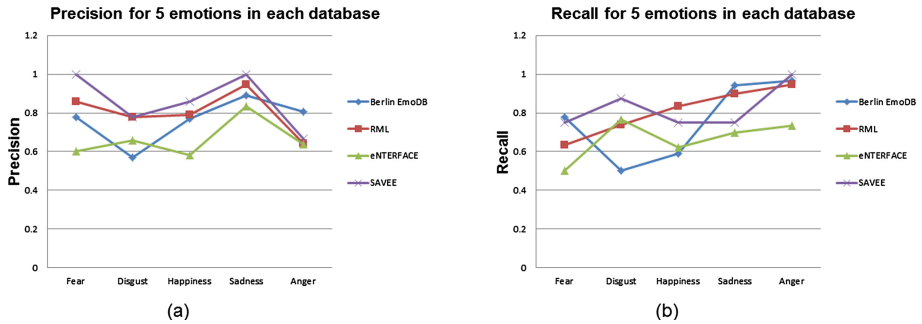 Precision for 5 emotions in each database
1.2
1
0.8
0.6
0.4
0.2
0
Precision
Fear
Disgust
Happiness
Sadness
Anger
Berlin EmoDB
RML
eNTERFACE
SAVEE
(a)
Recall for 5 emotions in each database
1.2
1
0.8
0.6
0.4
0.2
0
Recall
Fear
Disgust
Happiness
Sadness
Anger
Berlin EmoDB
RML
eNTERFACE
SAVEE
(b)